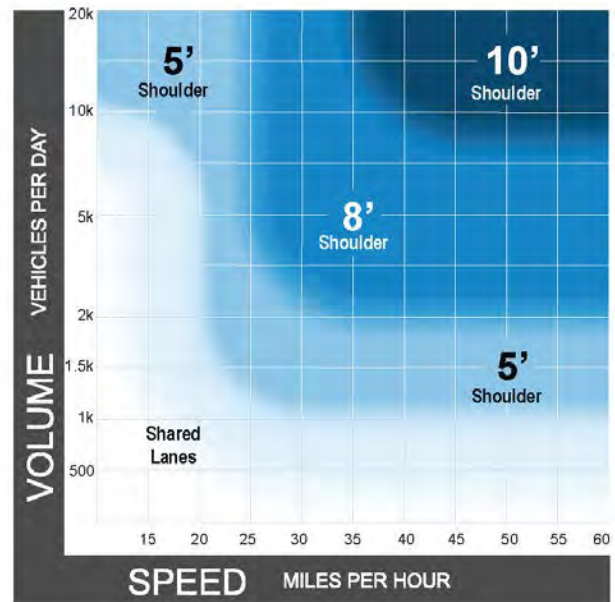 20k
5’
Shoulder
10’
Shoulder
10k
VEHICLES PER DAY
5k
8’
Shoulder
2k
1.5k
5’
Shoulder
1k
VOLUME
Shared
Lanes
500
15 20 25 30 35 40 45 50 55 60
SPEED MILES PER HOUR